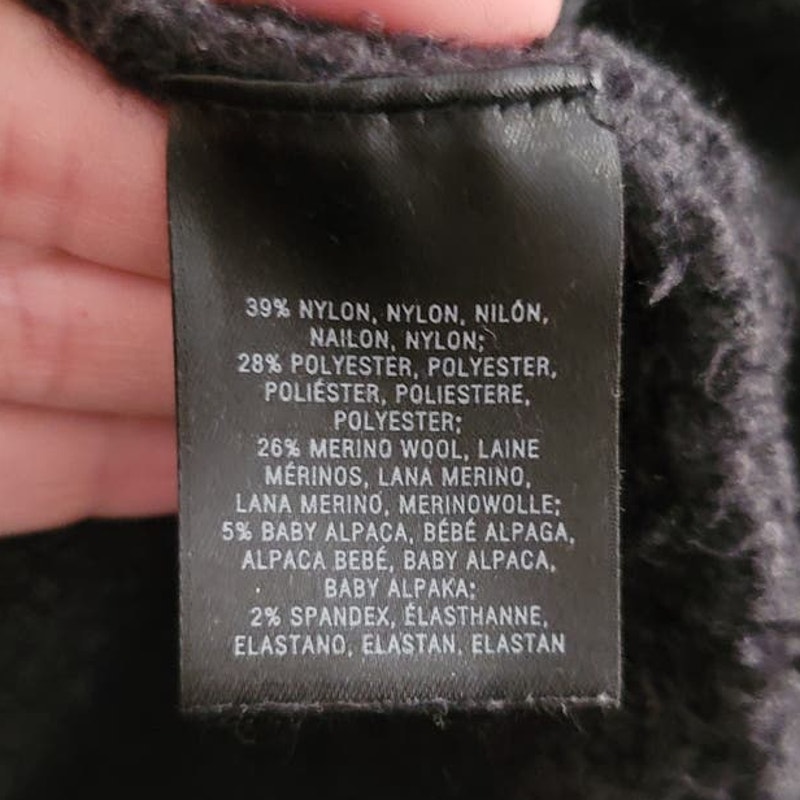 39% NYLON, NYLON, NILÓN,
NAILON, NYLON;
28% POLYESTER, POLYESTER,
POLIÉSTER, POLIESTERE,
POLYESTER;
26% MERINO WOOL, LAINE
MÉRINOS, LANA MERINO,
LANA MERINO, MERINOWOLLE;
5% BABY ALPACA, BÉBÉ ALPAGA,
ALPACA BEBÉ, BABY ALPACA,
BABY ALPAKA;
2% SPANDEX, ÉLASTHANNE,
ELASTANO, ELASTAN, ELASTAN